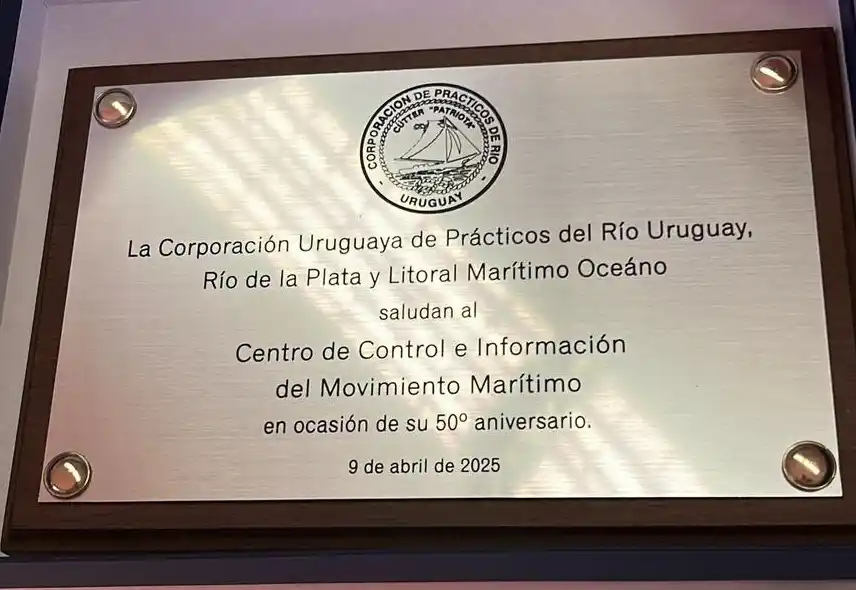 CORPORACION DE PRACTICOS DE RIO
CUTTER "PATRIOTA"
- URUGUAY -
La Corporación Uruguaya de Prácticos del Río Uruguay,
Río de la Plata y Litoral Marítimo Oceáno
saludan al
Centro de Control e Información
del Movimiento Marítimo
en ocasión de su 50º aniversario.
9 de abril de 2025